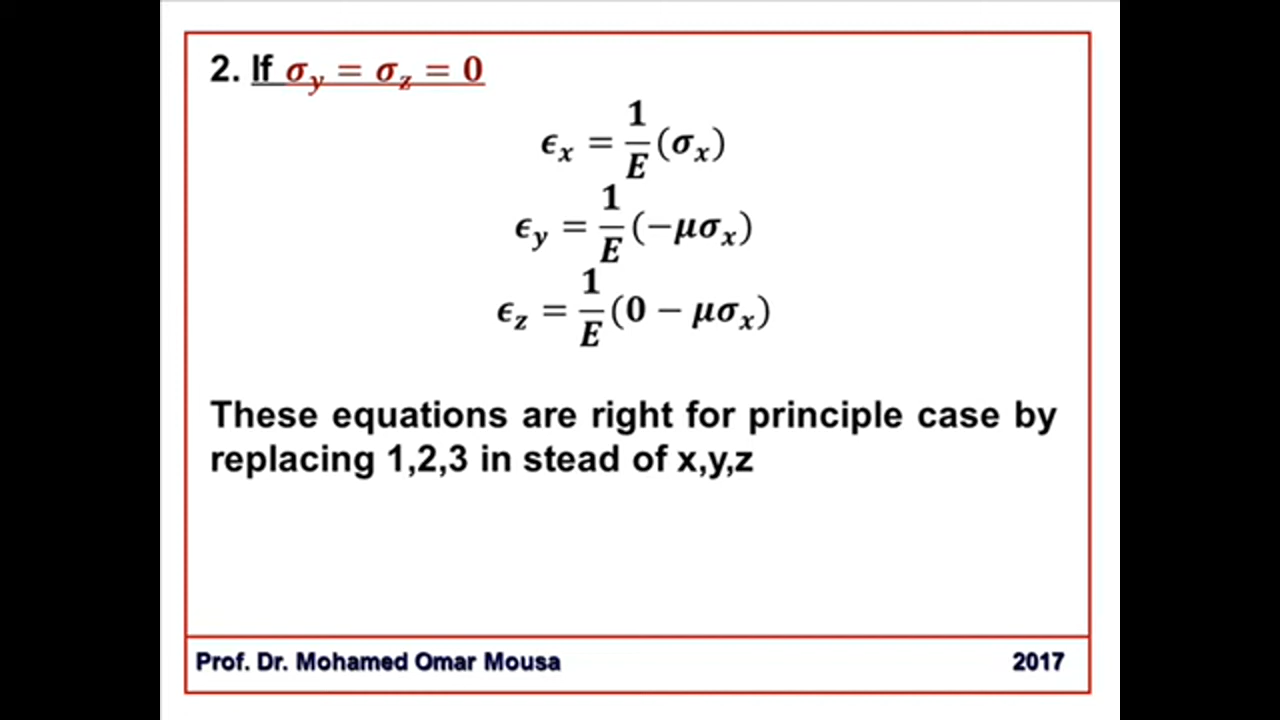 2. If σ_y = σ_z = 0
ϵ_x = 1/E (σ_x)
ϵ_y = 1/E (−μσ_x)
ϵ_z = 1/E (0 − μσ_x)
These equations are right for principle case by
replacing 1,2,3 in stead of x,y,z
Prof. Dr. Mohamed Omar Mousa 2017